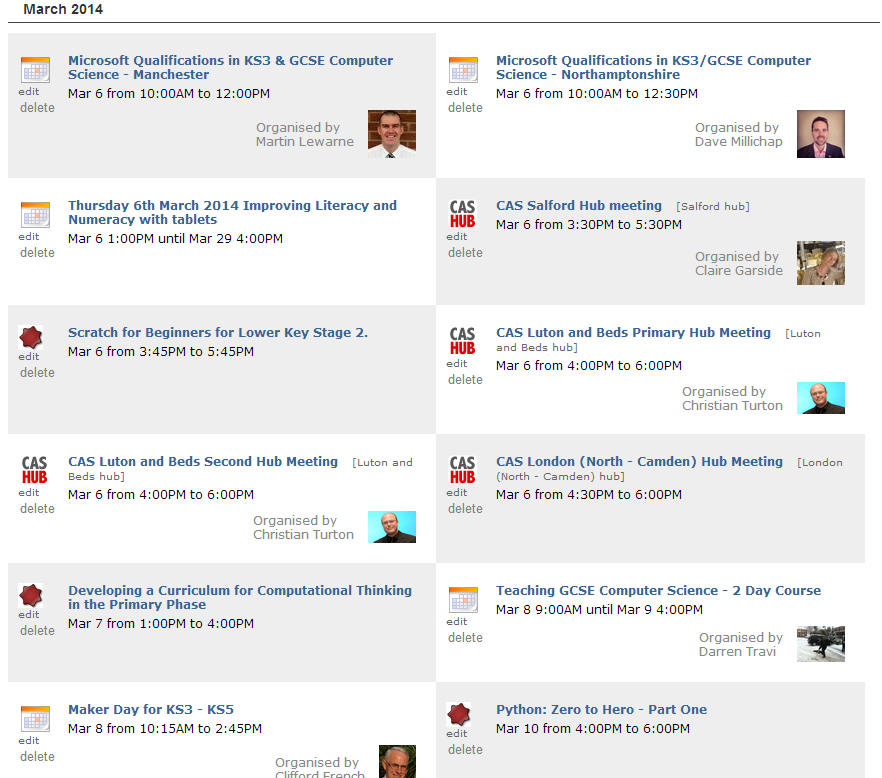 March 2014
Microsoft Qualifications in KS3 & GCSE Computer
Science - Manchester
Mar 6 from 10:00AM to 12:00PM
edit
delete
Organised by
Martin Lewarne
Microsoft Qualifications in KS3/GCSE Computer
Science - Northamptonshire
Mar 6 from 10:00AM to 12:30PM
edit
delete
Organised by
Dave Millichap
Thursday 6th March 2014 Improving Literacy and
Numeracy with tablets
Mar 6 1:00PM until Mar 29 4:00PM
edit
delete
CAS
HUB
CAS Salford Hub meeting [Salford hub]
Mar 6 from 3:30PM to 5:30PM
edit
delete
Organised by
Claire Garside
Scratch for Beginners for Lower Key Stage 2.
Mar 6 from 3:45PM to 5:45PM
edit
delete
CAS
HUB
CAS Luton and Beds Primary Hub Meeting [Luton
and Beds hub]
Mar 6 from 4:00PM to 6:00PM
edit
delete
Organised by
Christian Turton
CAS
HUB
CAS Luton and Beds Second Hub Meeting [Luton and
Beds hub]
Mar 6 from 4:00PM to 6:00PM
edit
delete
Organised by
Christian Turton
CAS
HUB
CAS London (North - Camden) Hub Meeting [London
(North - Camden) hub]
Mar 6 from 4:30PM to 6:00PM
edit
delete
Developing a Curriculum for Computational Thinking
in the Primary Phase
Mar 7 from 1:00PM to 4:00PM
edit
delete
Teaching GCSE Computer Science - 2 Day Course
Mar 8 9:00AM until Mar 9 4:00PM
edit
delete
Organised by
Darren Travi
Maker Day for KS3 - KS5
Mar 8 from 10:15AM to 2:45PM
edit
delete
Organised by
Clifford French
Python: Zero to Hero - Part One
Mar 10 from 4:00PM to 6:00PM
edit
delete